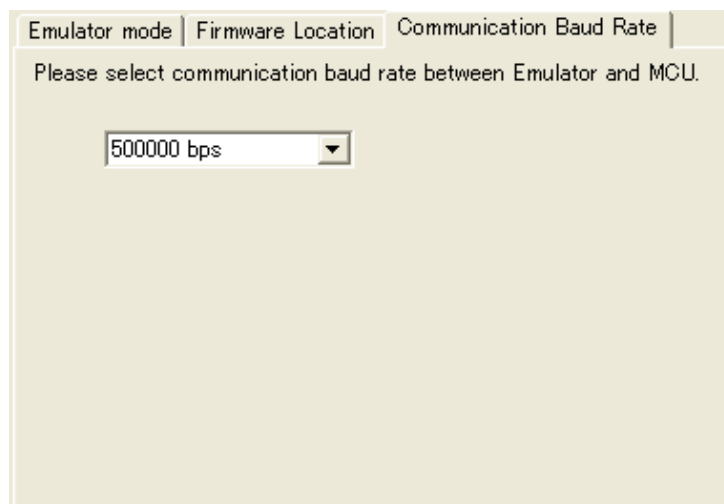 Emulator mode Firmware Location Communication Baud Rate
Please select communication baud rate between Emulator and MCU.
500000 bps